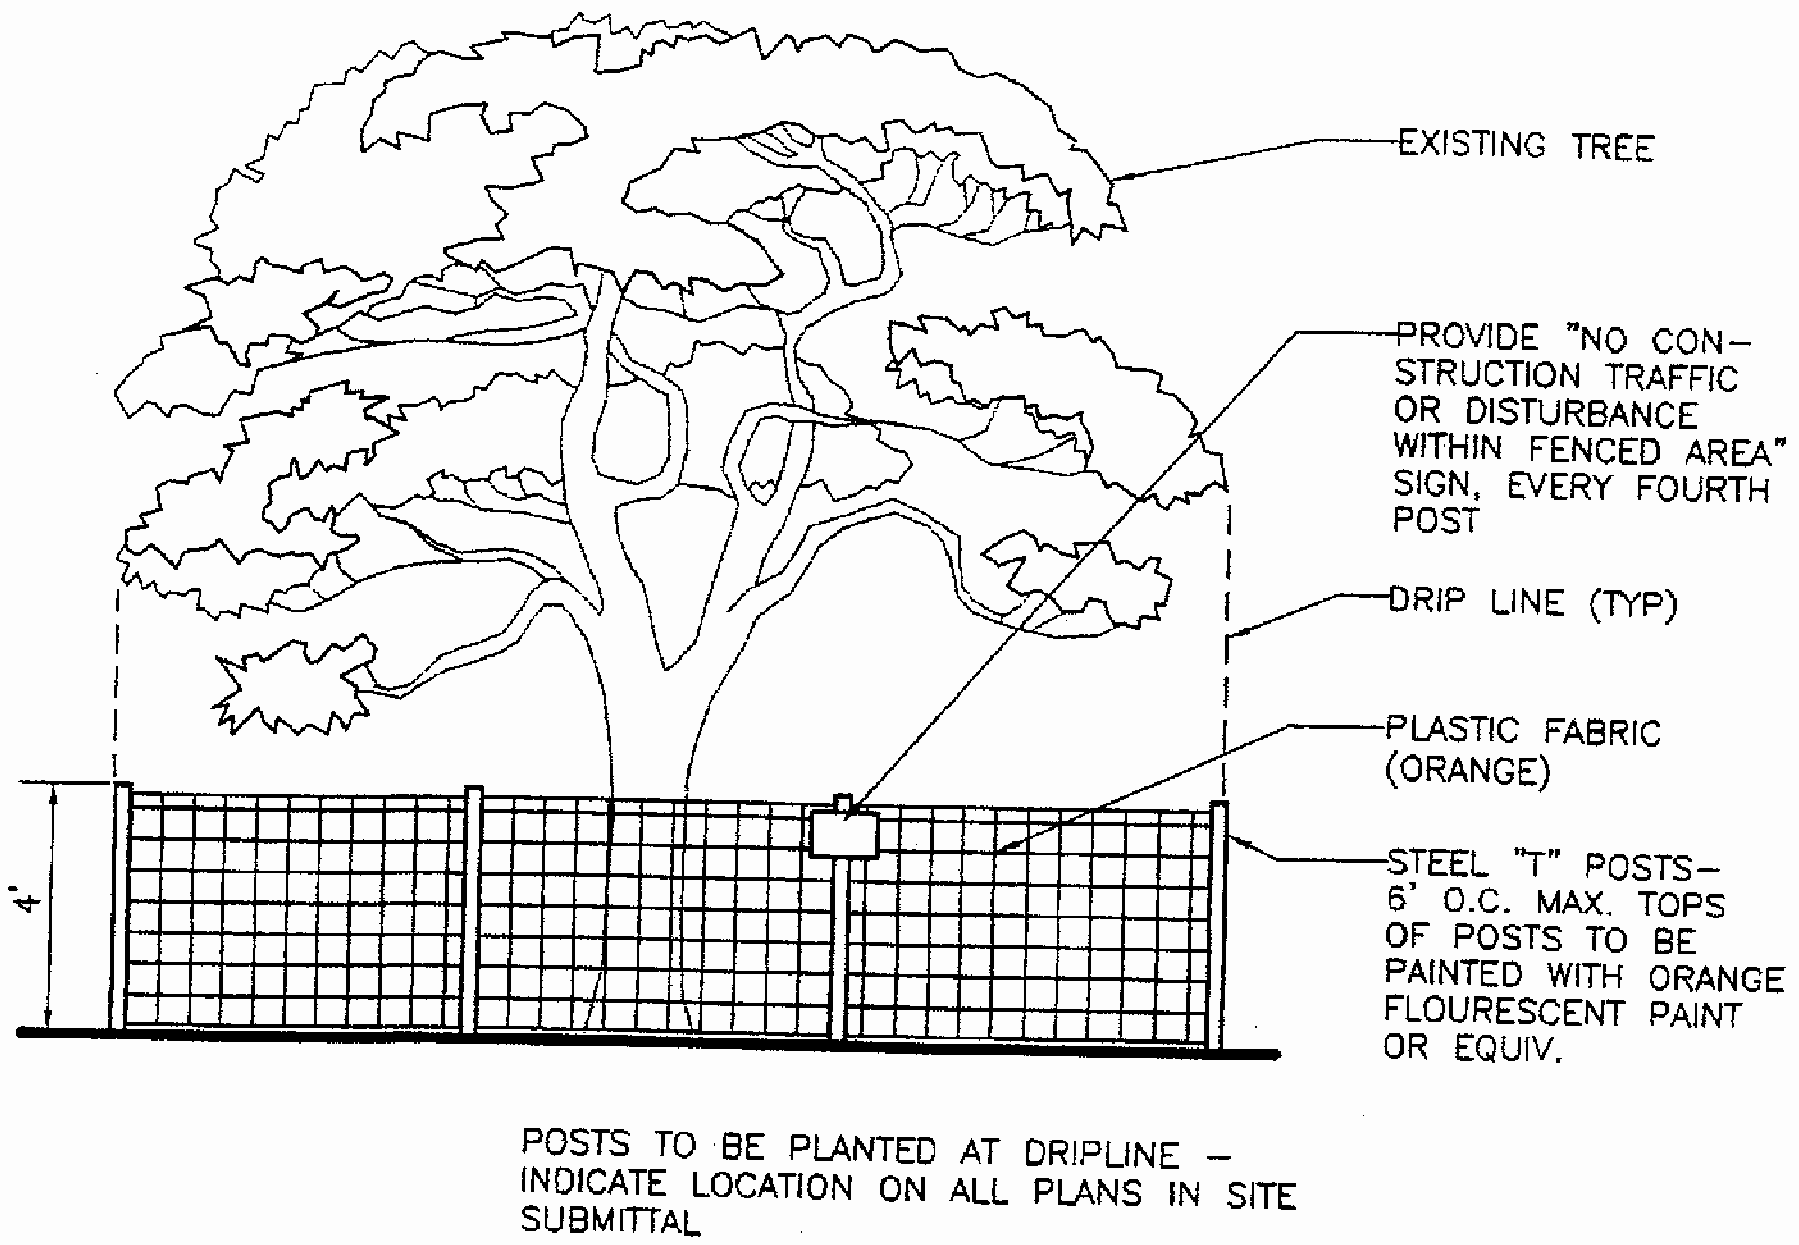 EXISTING TREE
PROVIDE "NO CON-
STRUCTION TRAFFIC
OR DISTURBANCE
WITHIN FENCED AREA"
SIGN, EVERY FOURTH
POST
DRIP LINE (TYP)
PLASTIC FABRIC
(ORANGE)
STEEL "T" POSTS-
6' O.C. MAX. TOPS
OF POSTS TO BE
PAINTED WITH ORANGE
FLOURESCENT PAINT
OR EQUIV.
4'
POSTS TO BE PLANTED AT DRIPLINE -
INDICATE LOCATION ON ALL PLANS IN SITE
SUBMITTAL